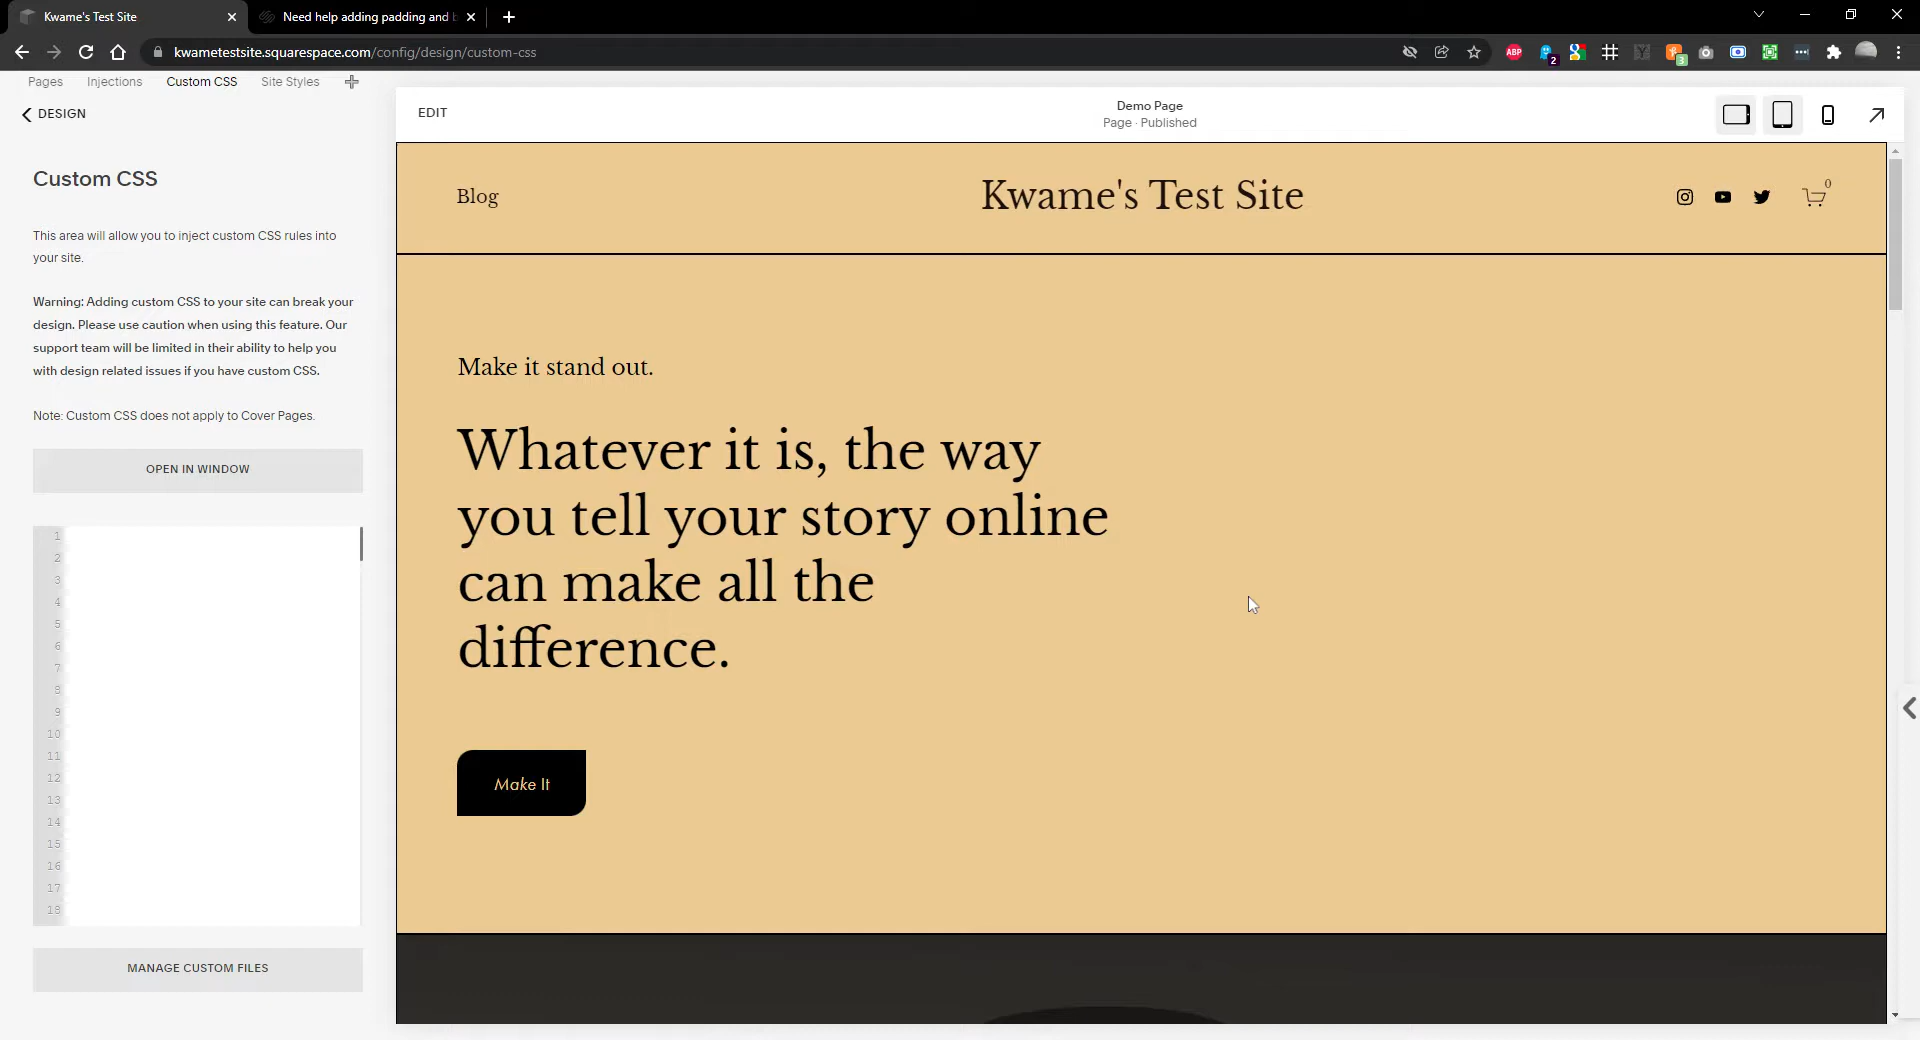 Kwame's Test Site
Need help adding padding and b
kwametestsite.squarespace.com/config/design/custom-css
ABP
2
3
Pages
Injections
Custom CSS
Site Styles
DESIGN
Custom CSS
This area will allow you to inject custom CSS rules into
your site.
Warning: Adding custom CSS to your site can break your
design. Please use caution when using this feature. Our
support team will be limited in their ability to help you
with design related issues if you have custom CSS.
Note: Custom CSS does not apply to Cover Pages.
OPEN IN WINDOW
1
2
3
4
5
6
7
8
9
10
11
12
13
14
15
16
17
18
MANAGE CUSTOM FILES
EDIT
Demo Page
Page · Published
Blog
Kwame's Test Site
0
Make it stand out.
Whatever it is, the way
you tell your story online
can make all the
difference.
Make It